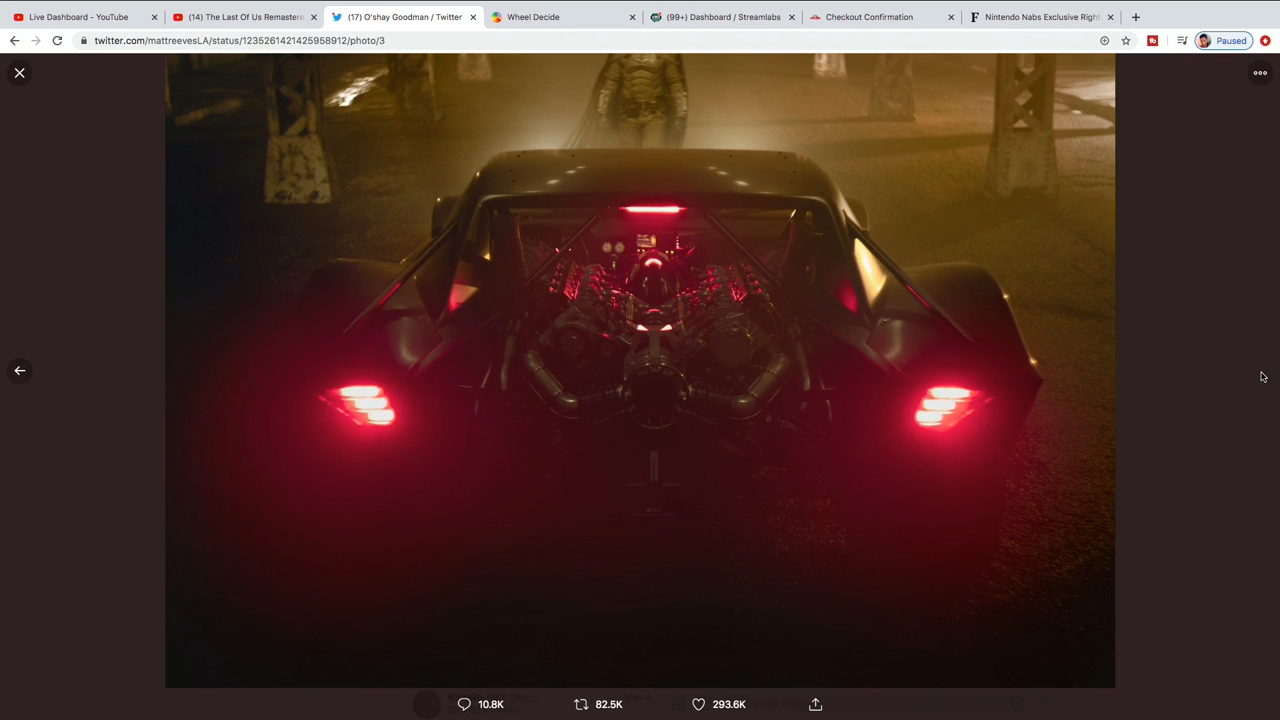 Live Dashboard - YouTube
(14) The Last Of Us Remastere
(17) O'shay Goodman / Twitter
Wheel Decide
(99+) Dashboard / Streamlabs
Checkout Confirmation
Nintendo Nabs Exclusive Right
twitter.com/mattreevesLA/status/1235261421425958912/photo/3
Paused
10.8K
82.5K
293.6K